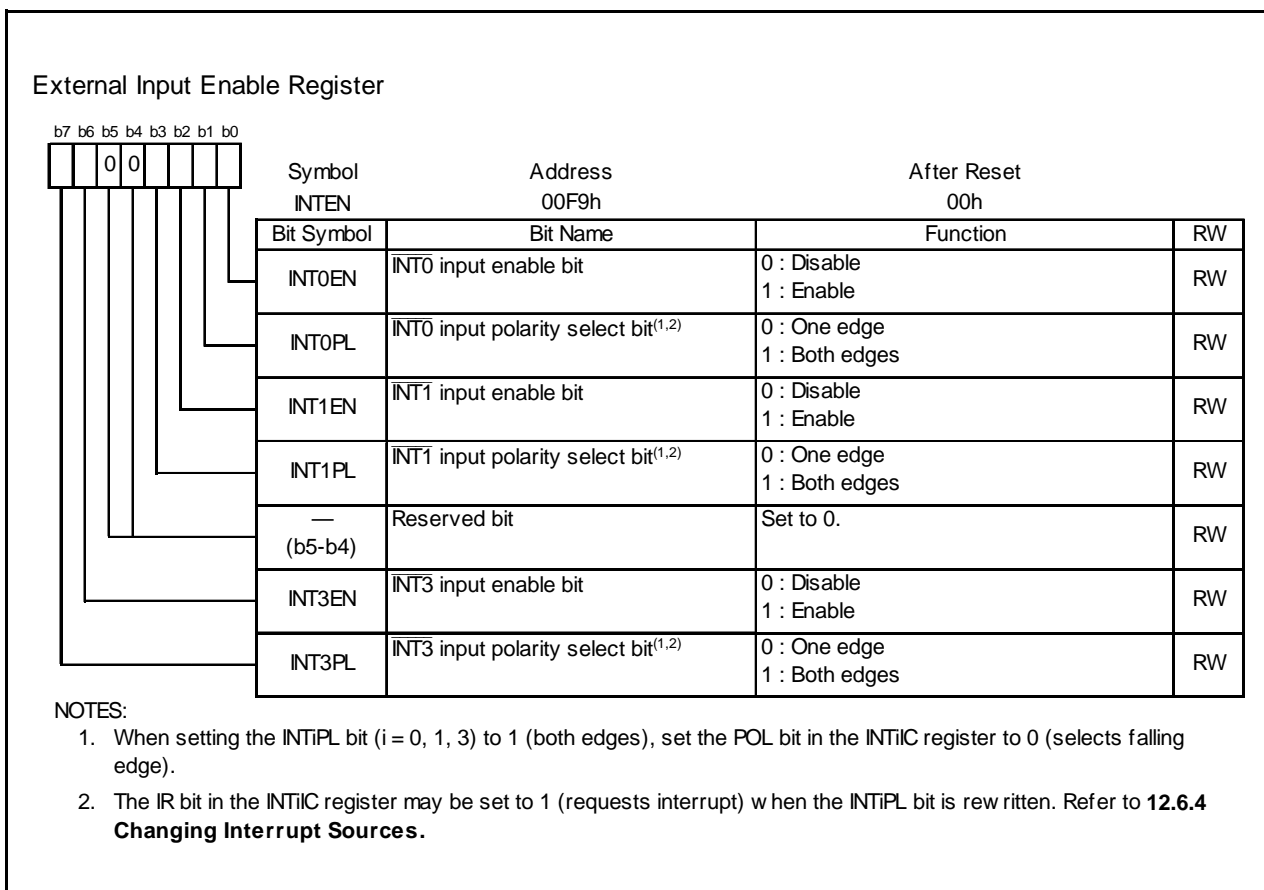 External Input Enable Register
b7 b6 b5 b4 b3 b2 b1 b0
0 0
Symbol Address After Reset
INTEN 00F9h 00h
Bit Symbol Bit Name Function RW
INT0EN INT0 input enable bit 0 : Disable
1 : Enable RW
INT0PL INT0 input polarity select bit(1,2) 0 : One edge
1 : Both edges RW
INT1EN INT1 input enable bit 0 : Disable
1 : Enable RW
INT1PL INT1 input polarity select bit(1,2) 0 : One edge
1 : Both edges RW
— Reserved bit Set to 0. RW
(b5-b4)
INT3EN INT3 input enable bit 0 : Disable
1 : Enable RW
INT3PL INT3 input polarity select bit(1,2) 0 : One edge
1 : Both edges RW
NOTES:
1. When setting the INTiPL bit (i = 0, 1, 3) to 1 (both edges), set the POL bit in the INTiIC register to 0 (selects falling
edge).
2. The IR bit in the INTiIC register may be set to 1 (requests interrupt) when the INTiPL bit is rewritten. Refer to 12.6.4
Changing Interrupt Sources.